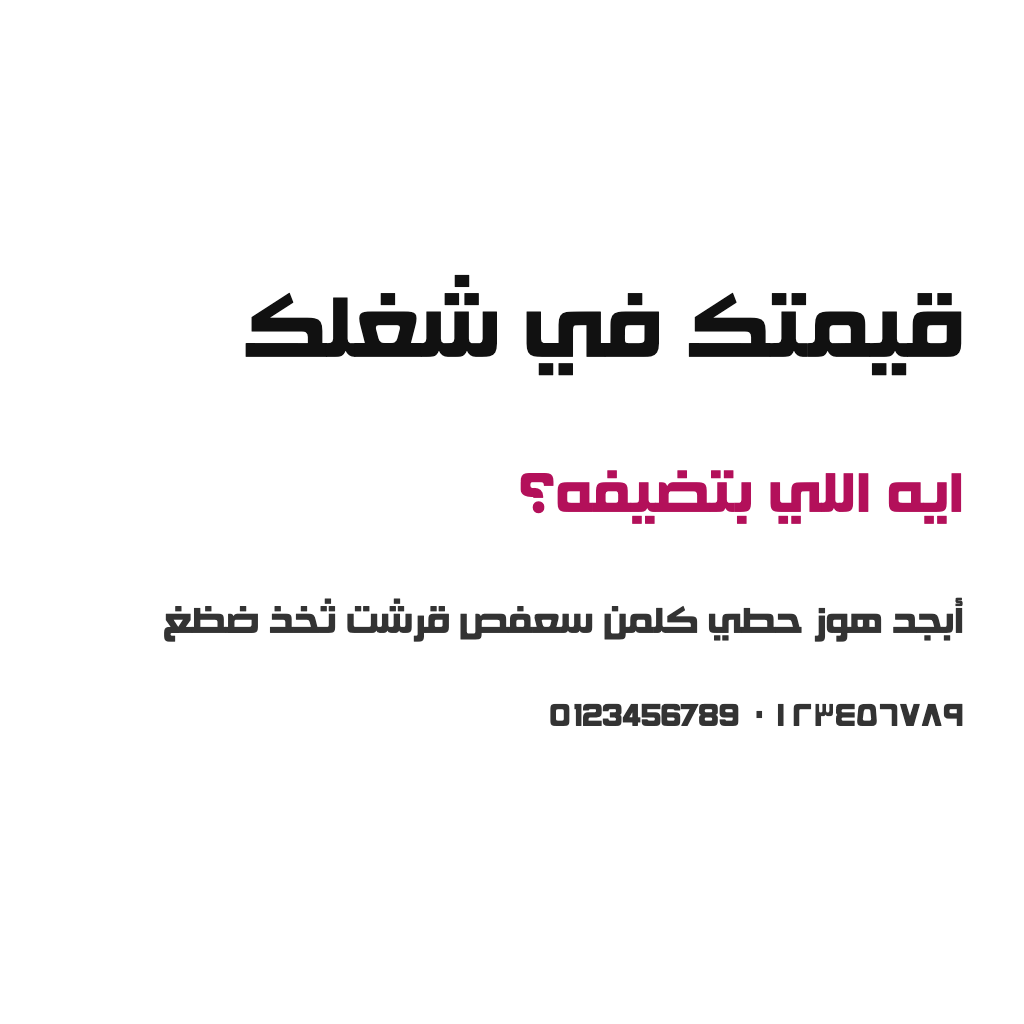 قيمتك في شغلك
ايه اللي بتضيفه؟
أبجد هوز حطي كلمن سعفص قرشت ثخذ ضظغ
0123456789 ٠١٢٣٤٥٦٧٨٩